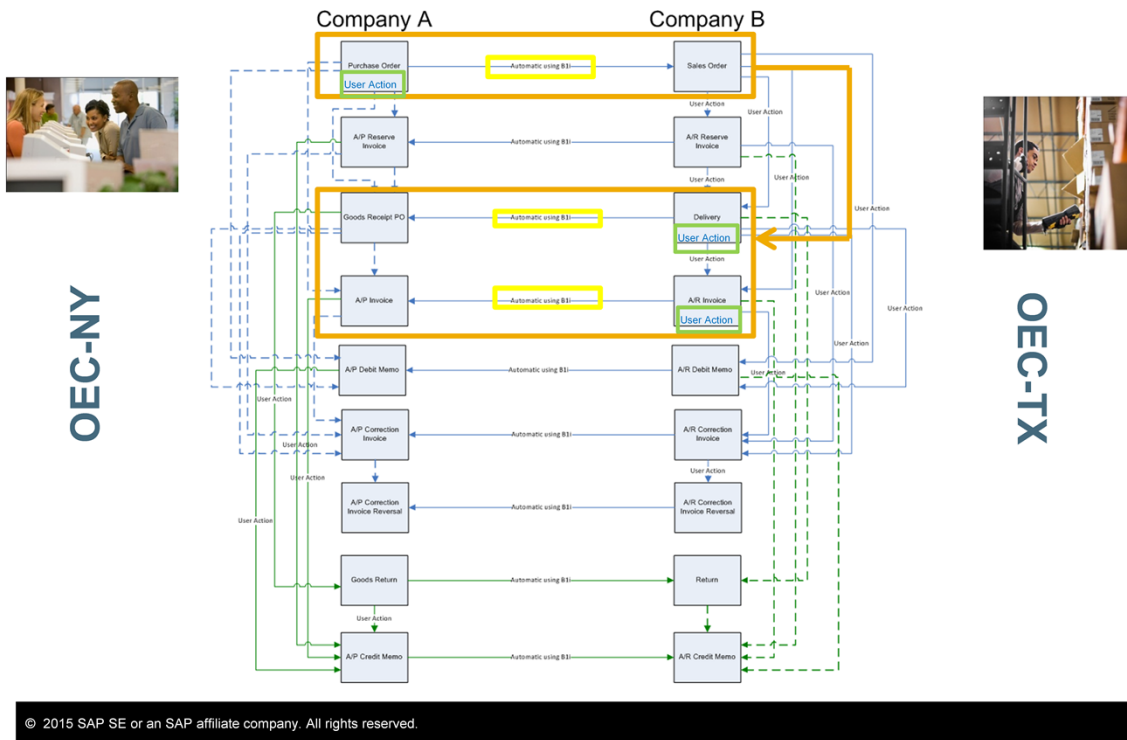 Company A
Company B
Purchase Order
User Action
Automatic using B1i
Sales Order
User Action
User Action
A/P Reserve
Invoice
Automatic using B1i
A/R Reserve
Invoice
User Action
User Action
Goods Receipt PO
Automatic using B1i
Delivery
User Action
User Action
User Action
User Action
A/P Invoice
Automatic using B1i
A/R Invoice
User Action
User Action
User Action
User Action
OEC-NY
OEC-TX
A/P Debit Memo
Automatic using B1i
A/R Debit Memo
User Action
User Action
A/P Correction
Invoice
Automatic using B1i
A/R Correction
Invoice
User Action
User Action
User Action
A/P Correction
Invoice Reversal
Automatic using B1i
A/R Correction
Invoice Reversal
User Action
Goods Return
Automatic using B1i
Return
User Action
A/P Credit Memo
Automatic using B1i
A/R Credit Memo
© 2015 SAP SE or an SAP affiliate company. All rights reserved.